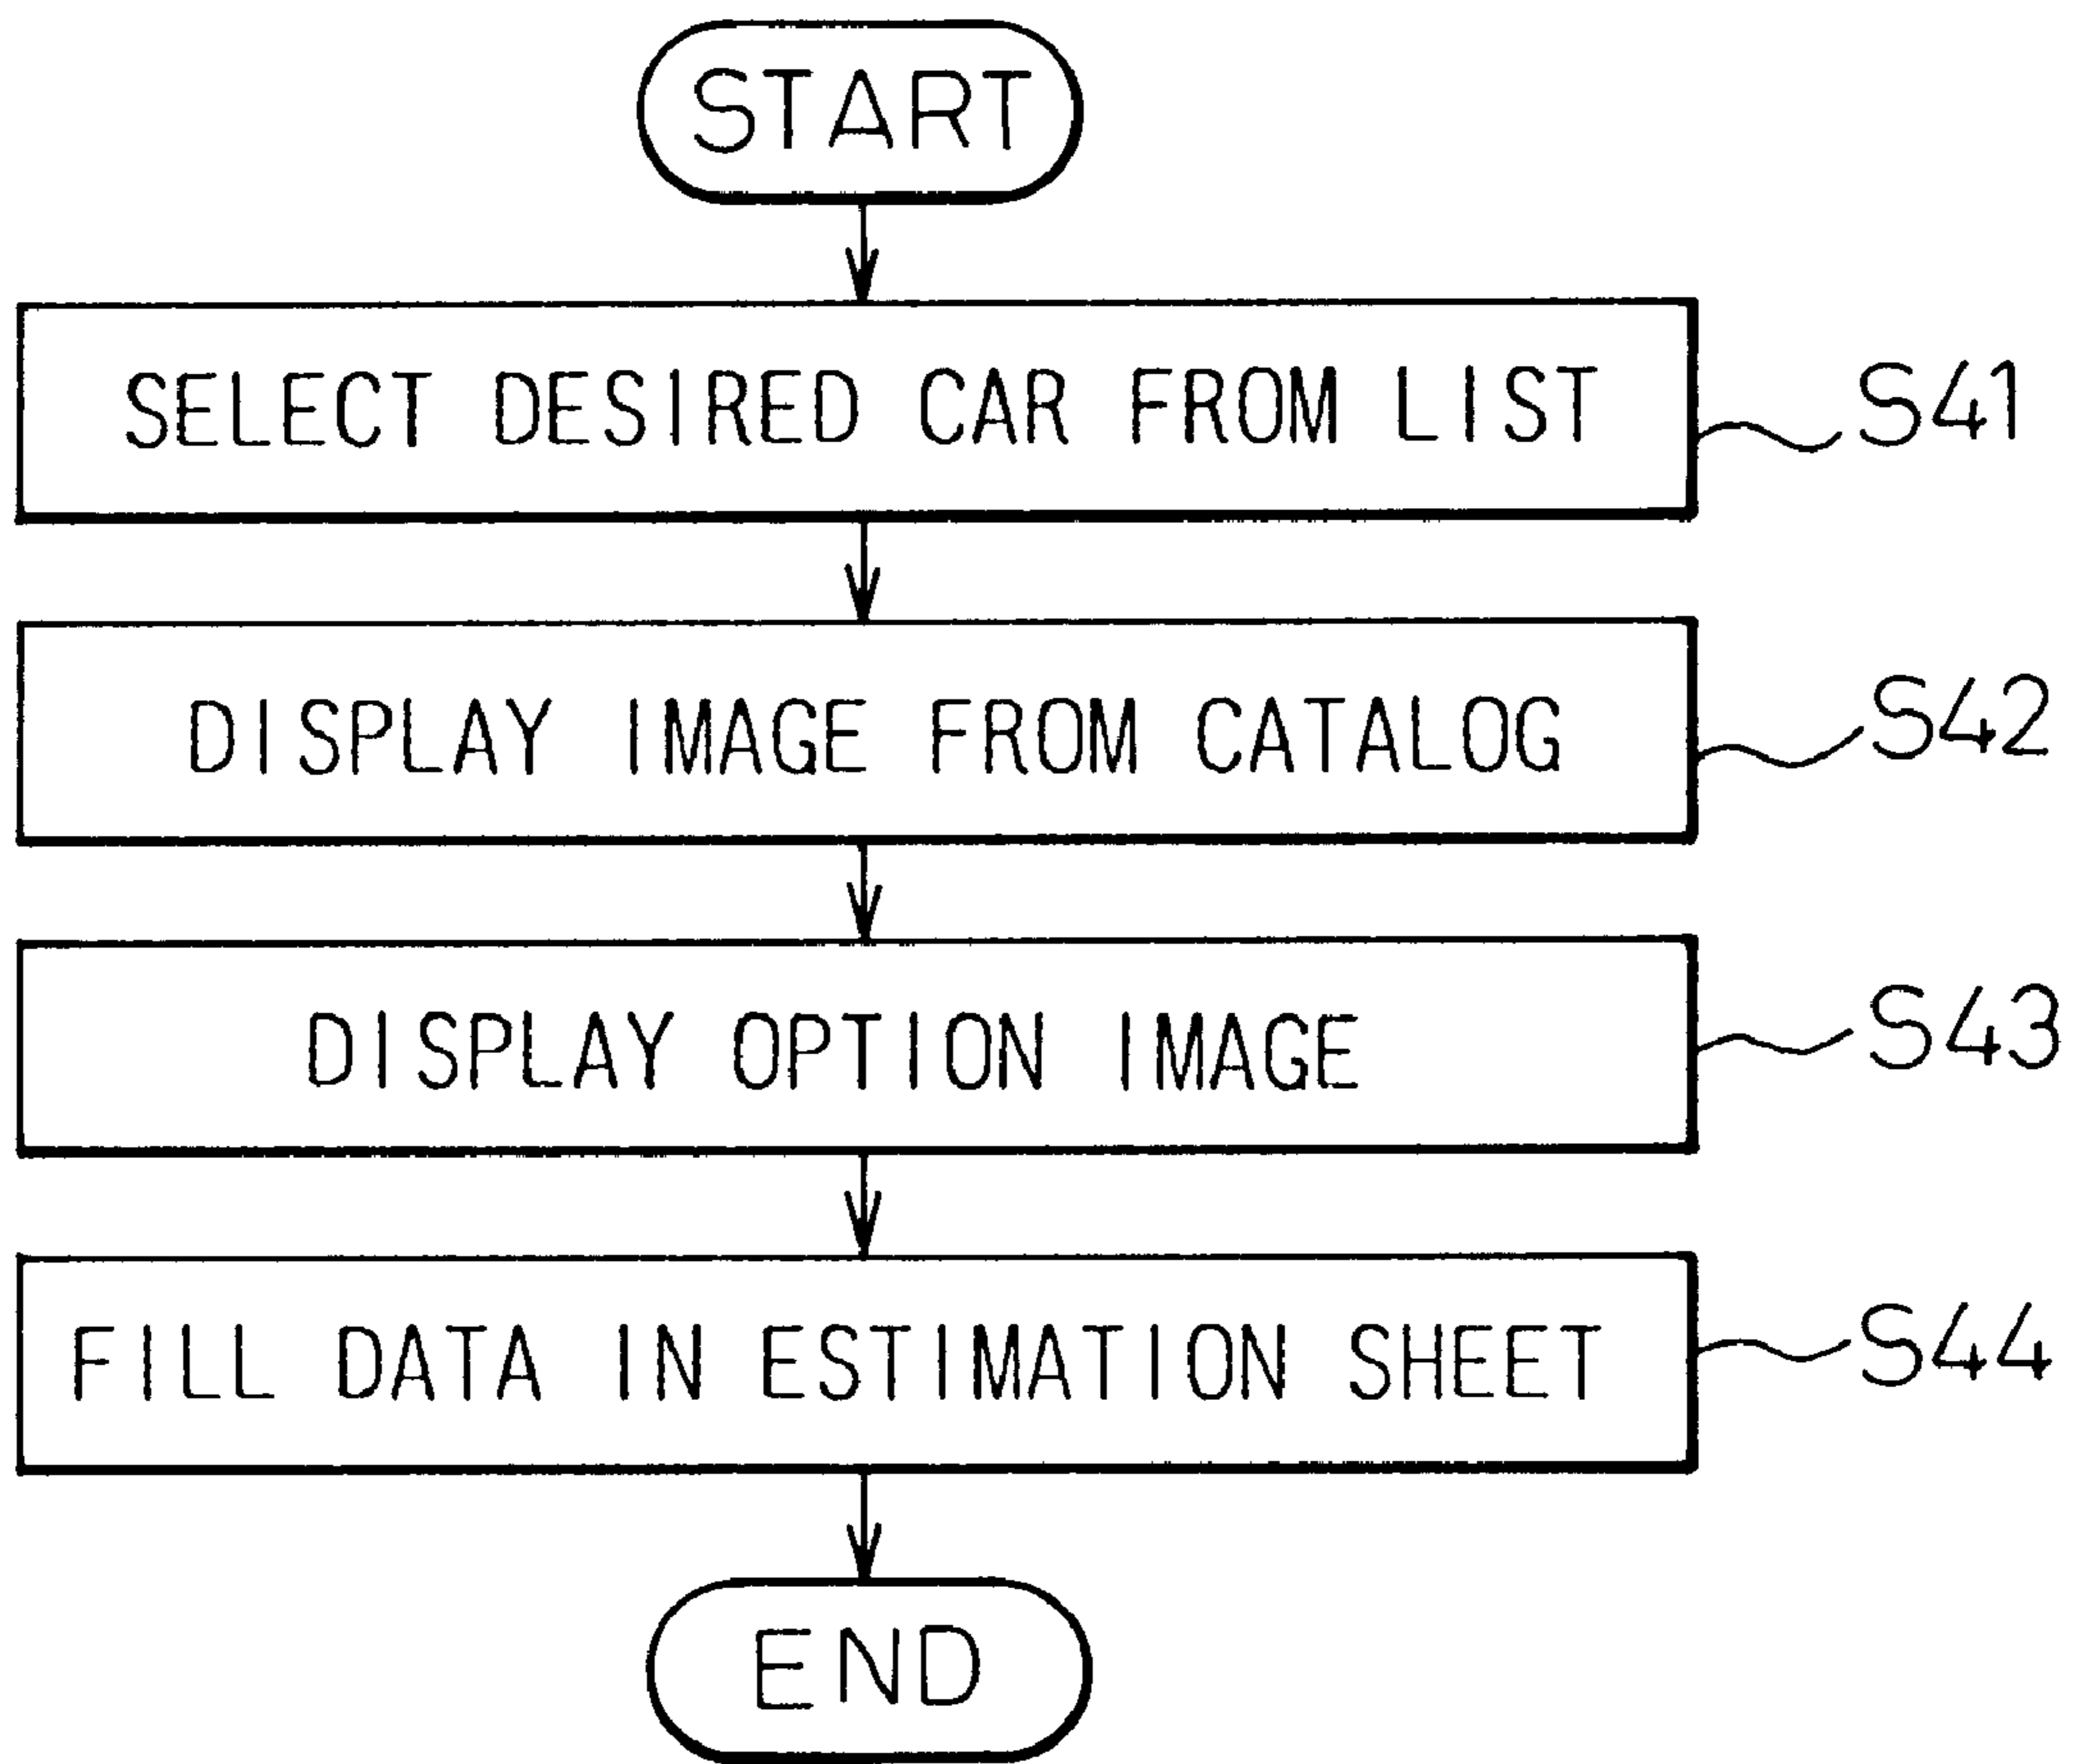 START
SELECT DESIRED CAR FROM LIST S41
DISPLAY IMAGE FROM CATALOG S42
DISPLAY OPTION IMAGE S43
FILL DATA IN ESTIMATION SHEET S44
END